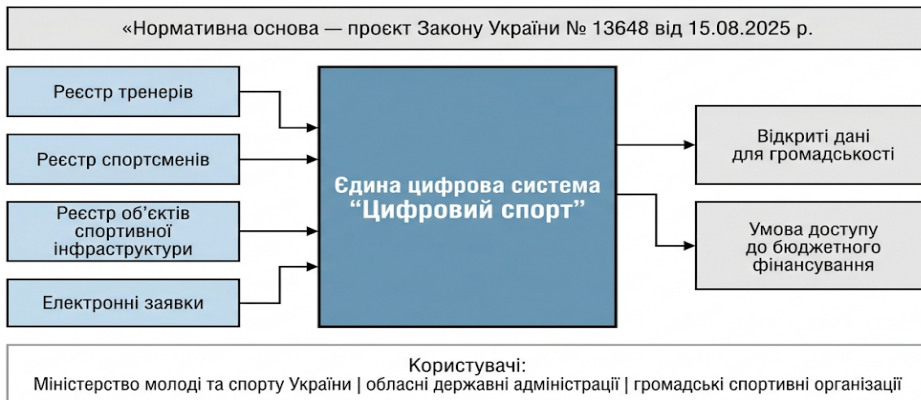 «Нормативна основа — проєкт Закону України № 13648 від 15.08.2025 р.
Реєстр тренерів
Реєстр спортсменів
Реєстр об’єктів
спортивної
інфраструктури
Електронні заявки
Єдина цифрова система
“Цифровий спорт”
Відкриті дані
для громадськості
Умова доступу
до бюджетного
фінансування
Користувачі:
Міністерство молоді та спорту України | обласні державні адміністрації | громадські спортивні організації